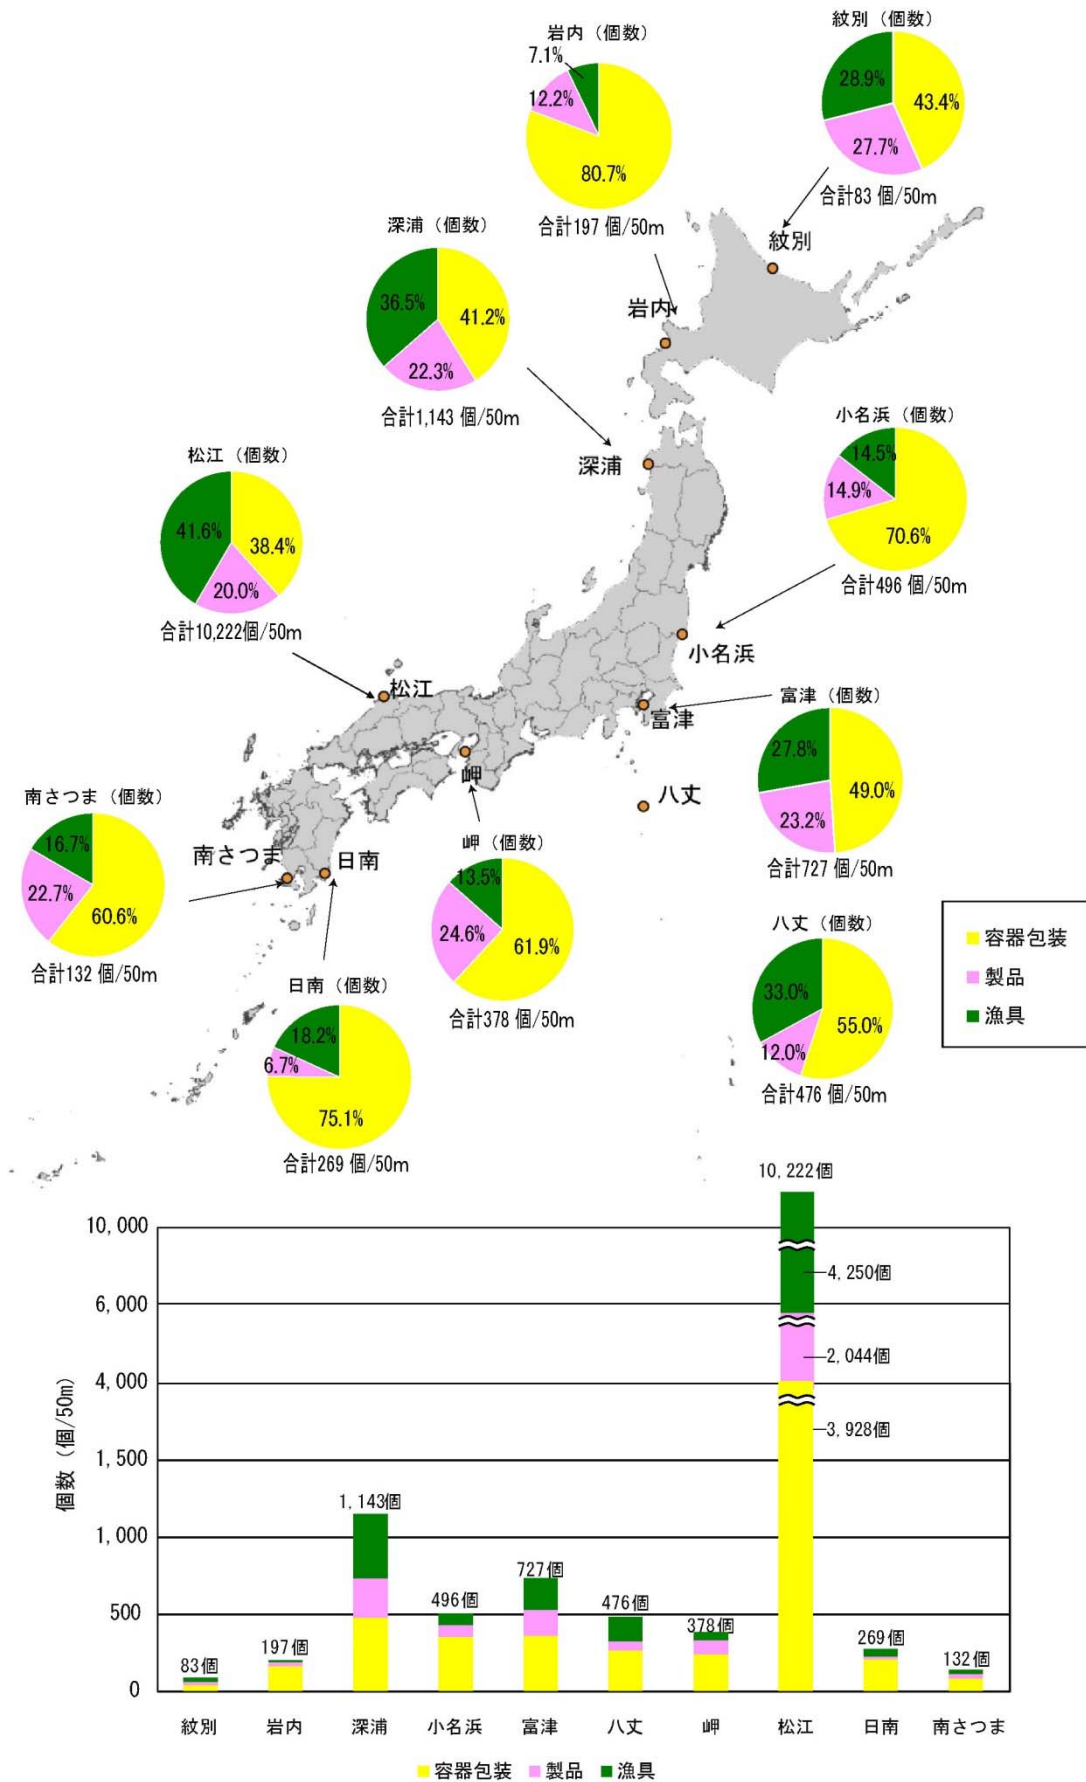 紋別（個数）
28.9%
43.4%
27.7%
合計83 個/50m
岩内（個数）
7.1%
12.2%
80.7%
合計197 個/50m
紋別
岩内
深浦（個数）
36.5%
41.2%
22.3%
合計1,143 個/50m
深浦
小名浜（個数）
14.5%
14.9%
70.6%
合計496 個/50m
小名浜
松江（個数）
41.6%
38.4%
20.0%
合計10,222個/50m
松江
富津（個数）
富津
27.8%
49.0%
23.2%
合計727 個/50m
岬
八丈
南さつま（個数）
16.7%
22.7%
60.6%
合計132 個/50m
南さつま
日南
岬（個数）
13.5%
24.6%
61.9%
合計378 個/50m
八丈（個数）
33.0%
55.0%
12.0%
合計476 個/50m
容器包装
製品
漁具
日南（個数）
18.2%
6.7%
75.1%
合計269 個/50m
個数（個/50m）
10,000
6,000
4,000
1,500
1,000
500
0
83個
197個
1,143個
496個
727個
476個
378個
10,222個
4,250個
2,044個
3,928個
269個
132個
紋別 岩内 深浦 小名浜 富津 八丈 岬 松江 日南 南さつま
容器包装 製品 漁具